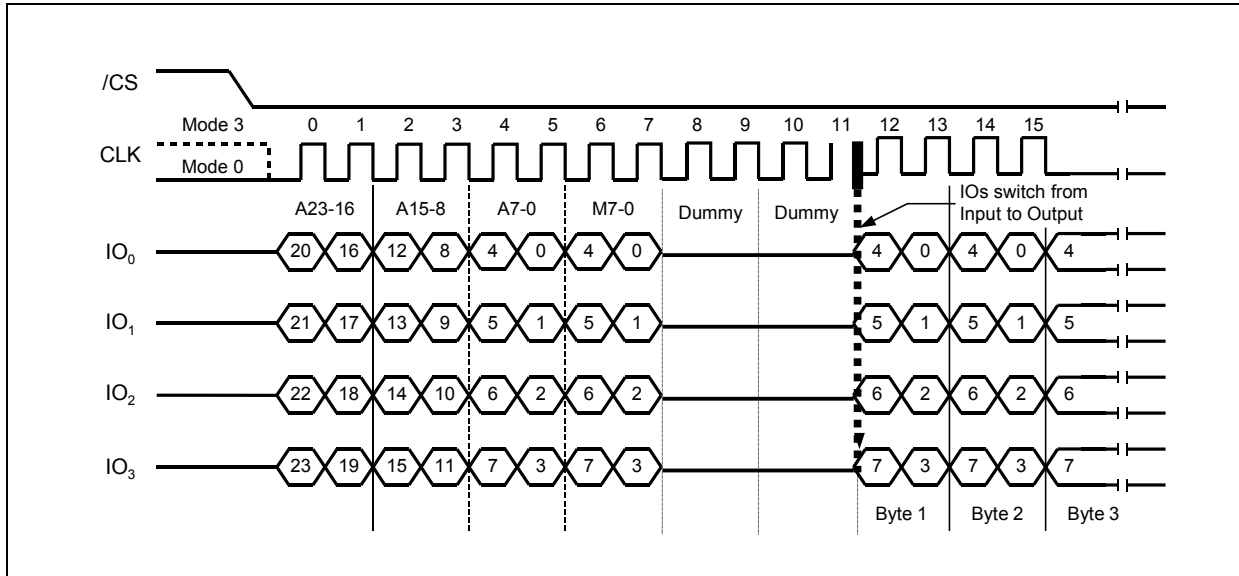 /CS
Mode 3 0 1 2 3 4 5 6 7 8 9 10 11 12 13 14 15
CLK
Mode 0
IOs switch from
Input to Output
A23-16 A15-8 A7-0 M7-0 Dummy Dummy
IO0 20 16 12 8 4 0 4 0 4 0 4 0 4
IO1 21 17 13 9 5 1 5 1 5 1 5 1 5
IO2 22 18 14 10 6 2 6 2 6 2 6 2 6
IO3 23 19 15 11 7 3 7 3 7 3 7 3 7
Byte 1 Byte 2 Byte 3